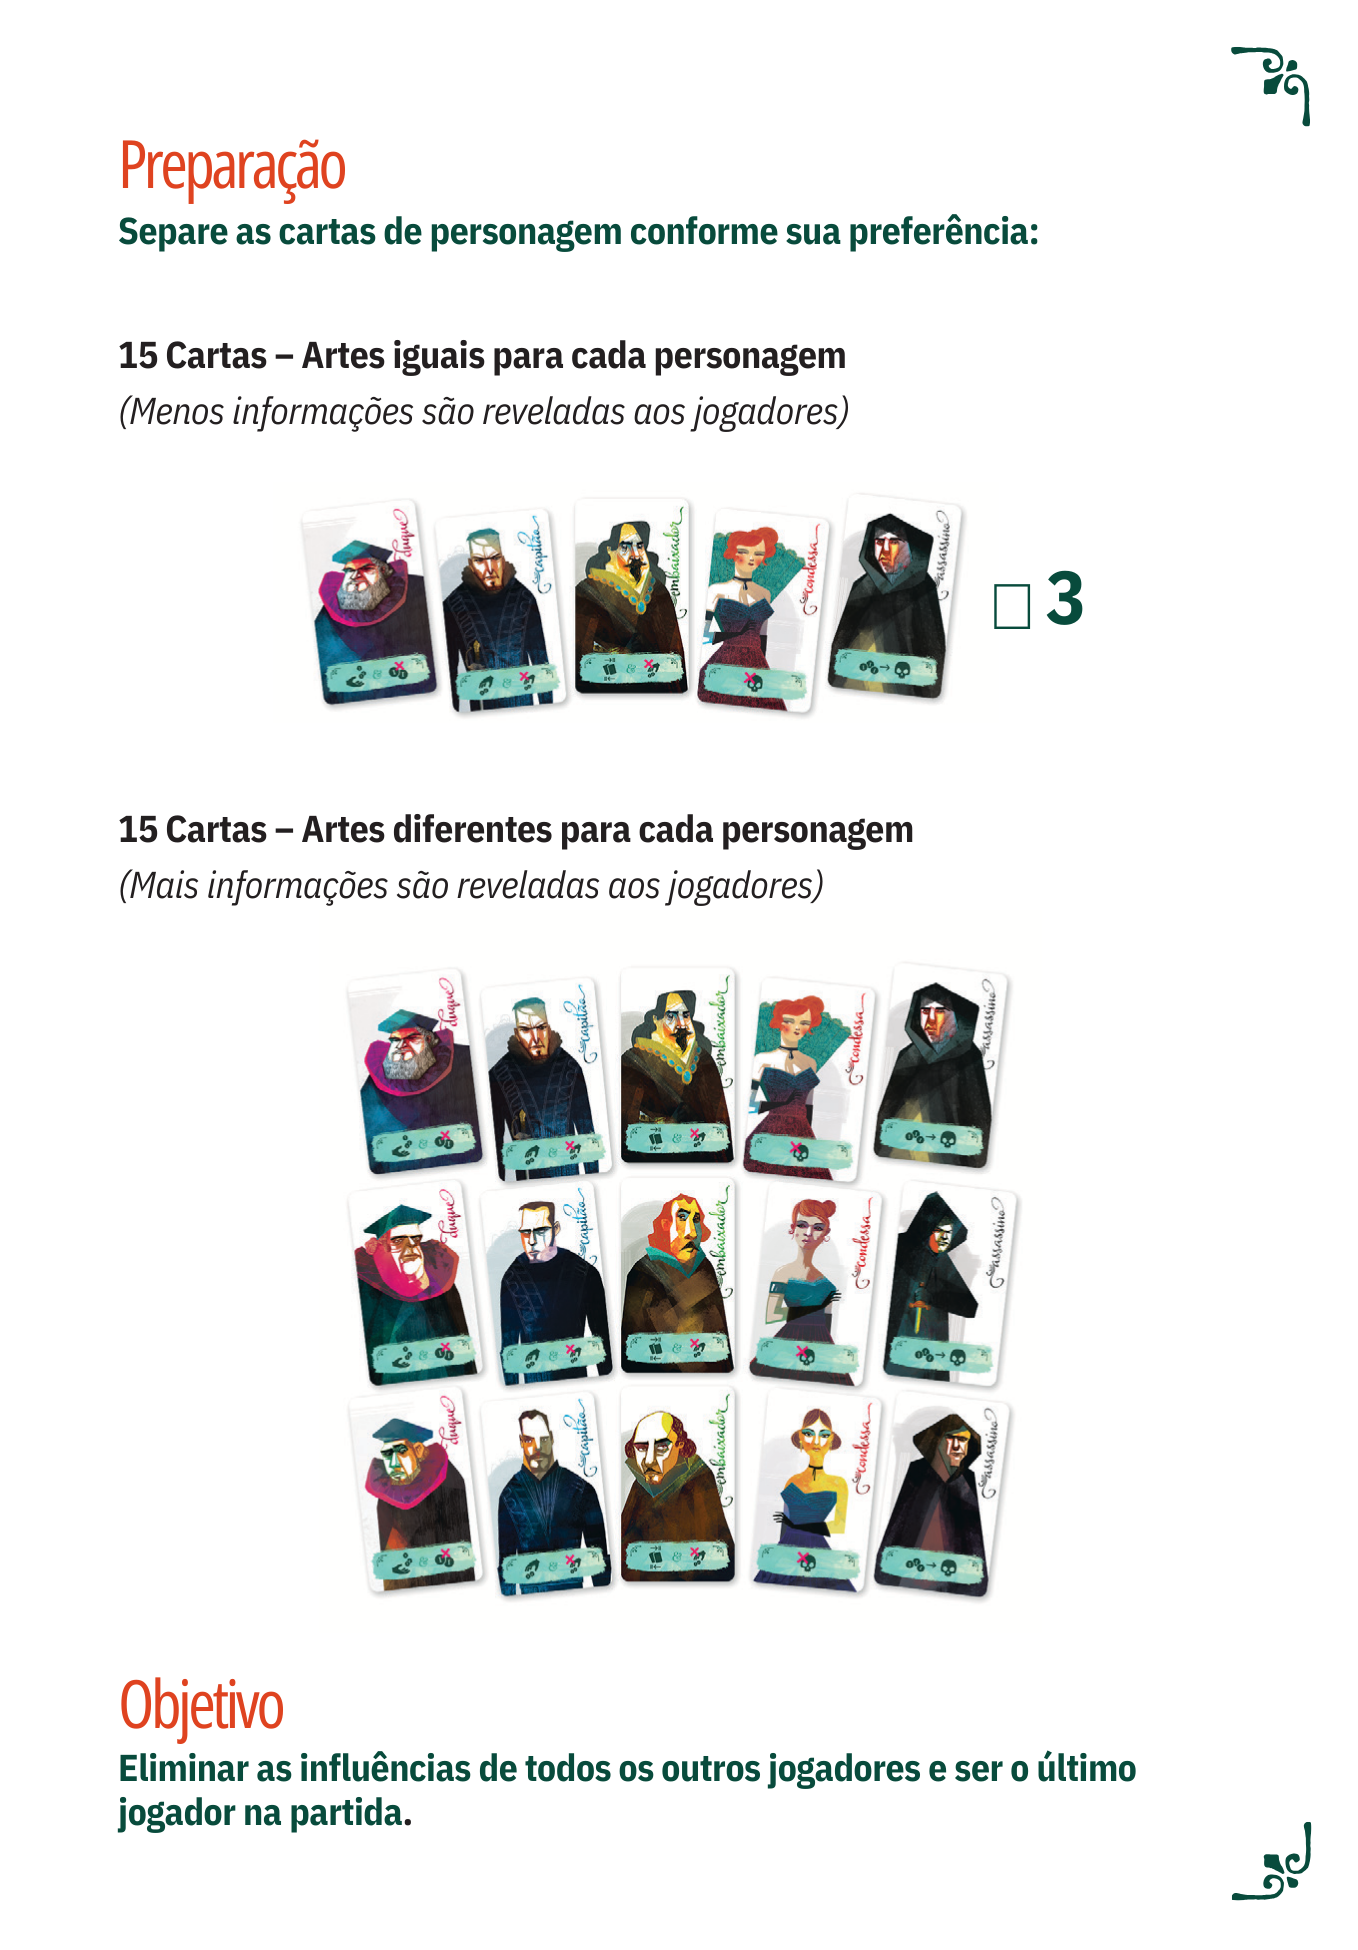 Preparação
Separe as cartas de personagem conforme sua preferência:
15 Cartas – Artes iguais para cada personagem
(Menos informações são reveladas aos jogadores)
duque
capitão
embaixador
condessa
assassino
□ 3
15 Cartas – Artes diferentes para cada personagem
(Mais informações são reveladas aos jogadores)
duque
capitão
embaixador
condessa
assassino
duque
capitão
embaixador
condessa
assassino
duque
capitão
embaixador
condessa
assassino
Objetivo
Eliminar as influências de todos os outros jogadores e ser o último
jogador na partida.